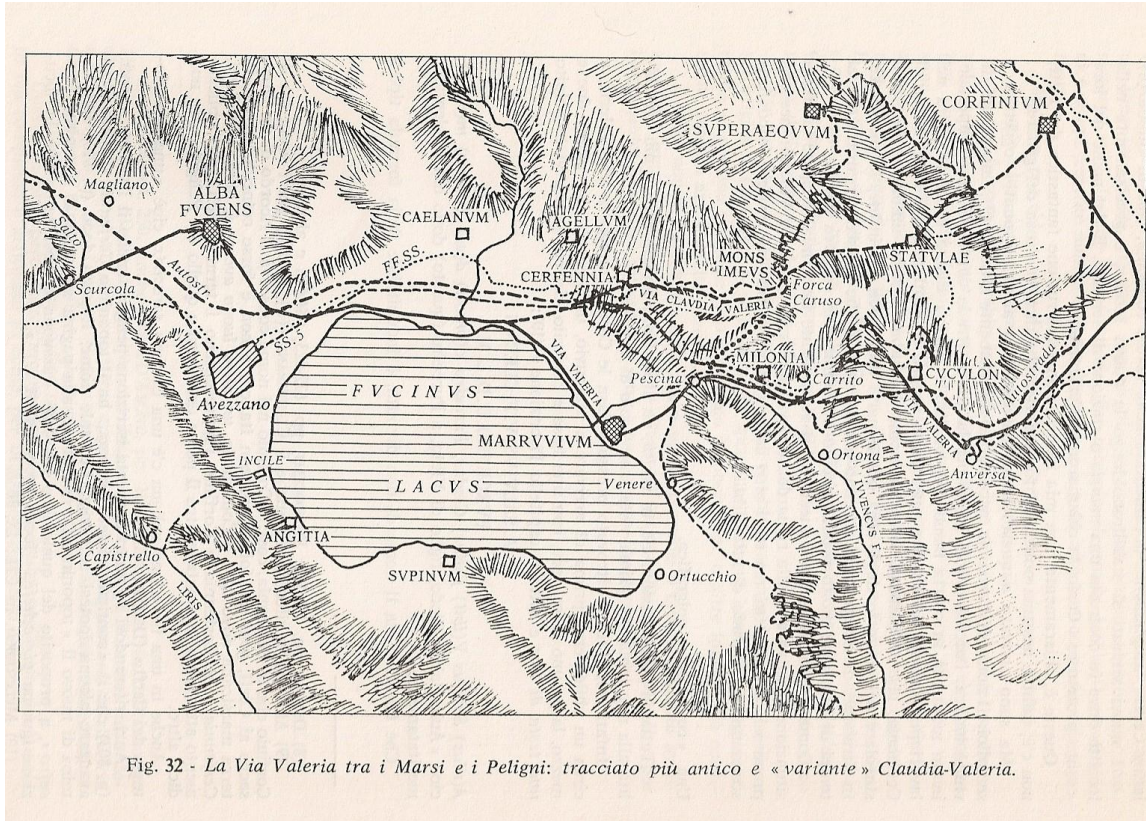 CORFINIVM
SVPERAEQVVM
Magliano
ALBA
FVCENS
F. Salto
CAELANVM
AGELLVM
MONS
IMEVS
STATVLAE
FF.SS.
Autostr.
CERFENNIA
VIA CLAVDIA VALERIA
Forca
Caruso
Scurcola
SS. 5
MILONIA
Pescina
Carrito
CVCVLON
Autostrada
VIA VALERIA
FVCINVS
Avezzano
MARRVVIVM
VIA VALERIA
Ortona
Anversa
INCILE
LACVS
Venere
IVENCUS F.
ANGITIA
Capistrello
SVPINVM
Ortucchio
LIRIS F.
Fig. 32 - La Via Valeria tra i Marsi e i Peligni: tracciato più antico e « variante » Claudia-Valeria.